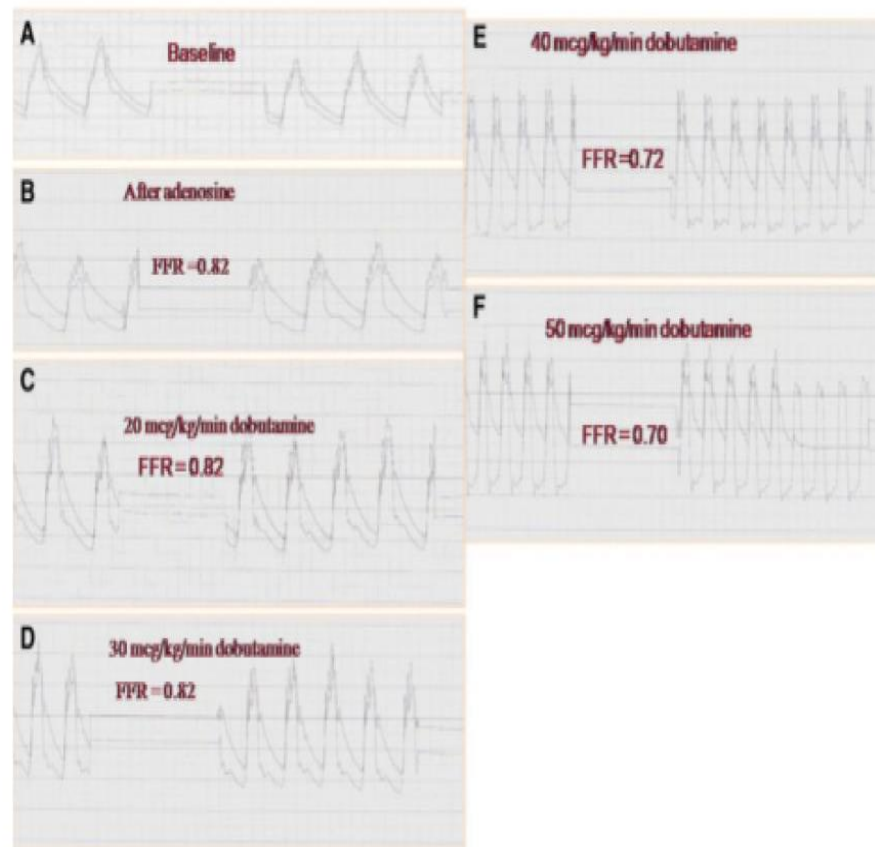 A
Baseline
B
After adenosine
FFR =0.82
C
20 mcg/kg/min dobutamine
FFR=0.82
D
30 mcg/kg/min dobutamine
FFR=0.82
E
40 mcg/kg/min dobutamine
FFR=0.72
F
50 mcg/kg/min dobutamine
FFR=0.70